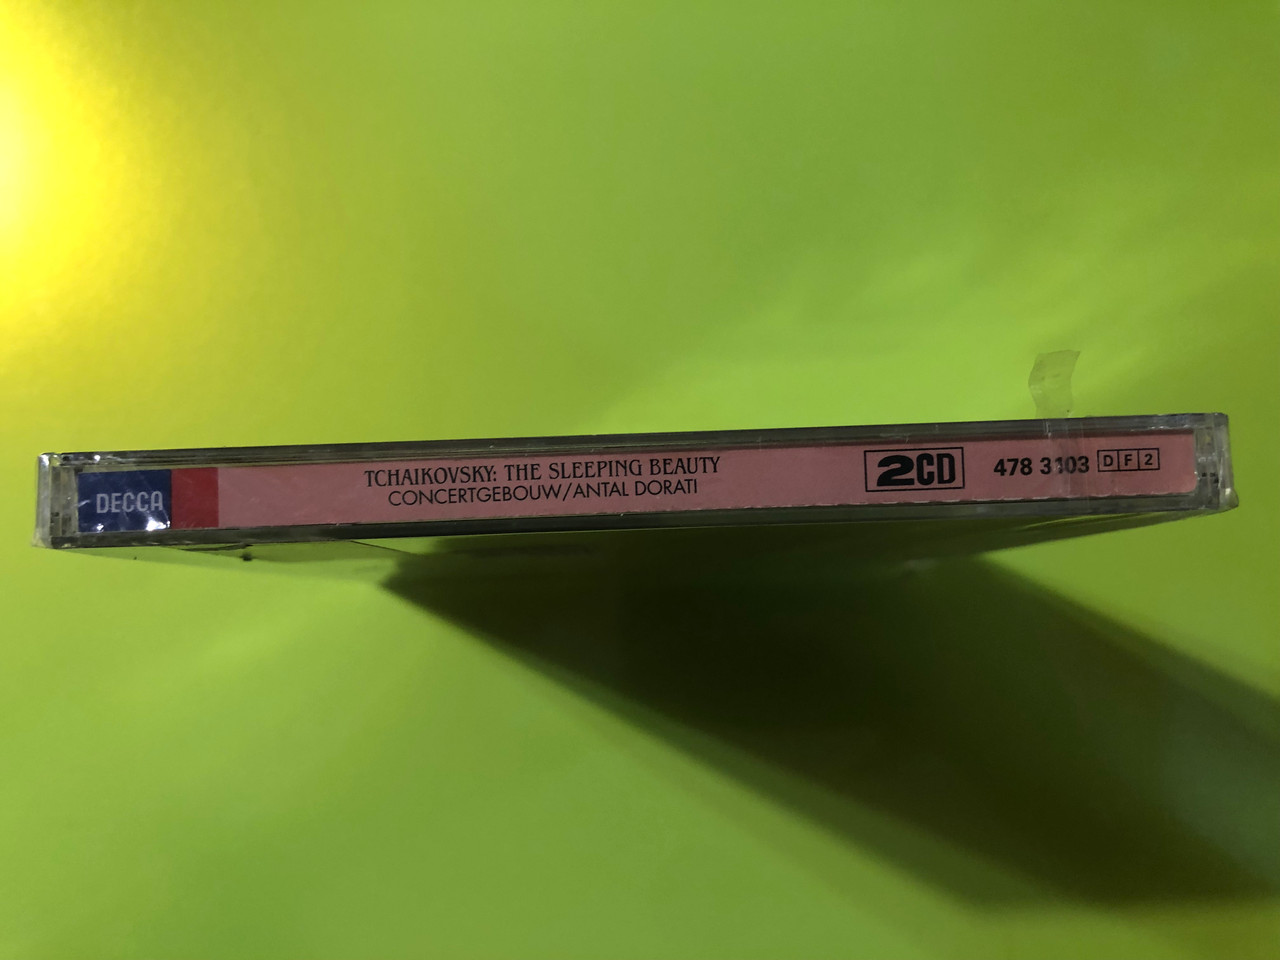 DECCA
TCHAIKOVSKY: THE SLEEPING BEAUTY
CONCERTGEBOUW/ANTAL DORATI
2CD
478 3103 DF2